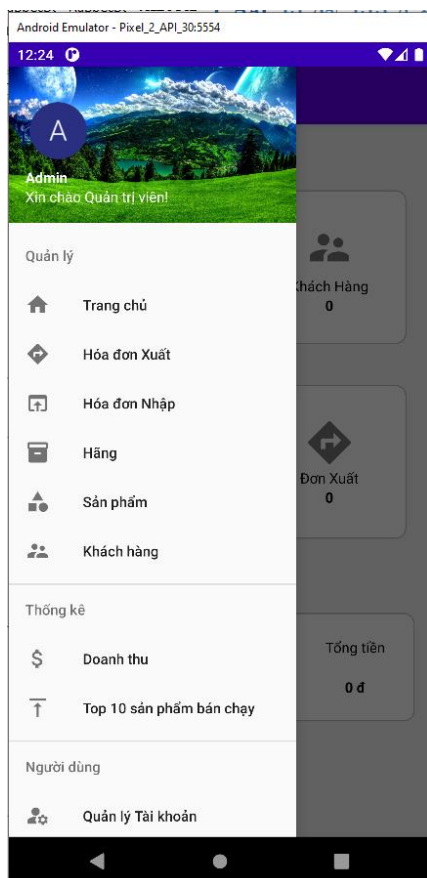 Android Emulator - Pixel_2_API_30:5554
12:24
A
Admin
Xin chào Quản trị viên!
Quản lý
Trang chủ
Hóa đơn Xuất
Hóa đơn Nhập
Hãng
Sản phẩm
Khách hàng
Thống kê
Doanh thu
Top 10 sản phẩm bán chạy
Người dùng
Quản lý Tài khoản
Khách Hàng
0
Đơn Xuất
0
Tổng tiền
0 đ